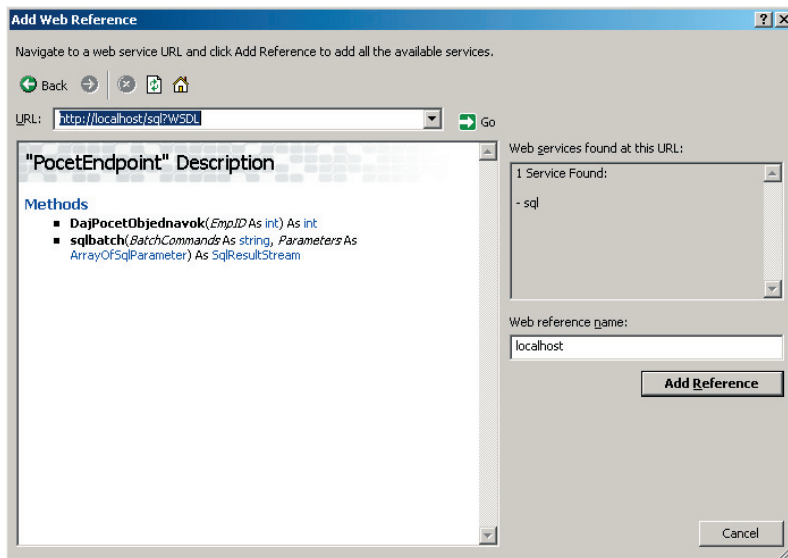 Add Web Reference
Navigate to a web service URL and click Add Reference to add all the available services.
Back
URL: http://localhost/sql?WSDL
Go
"PocetEndpoint" Description
Methods
DajPocetObjednavok(EmpID As int) As int
sqlbatch(BatchCommands As string, Parameters As
ArrayOfSqlParameter) As SqlResultStream
Web services found at this URL:
1 Service Found:
- sql
Web reference name:
localhost
Add Reference
Cancel